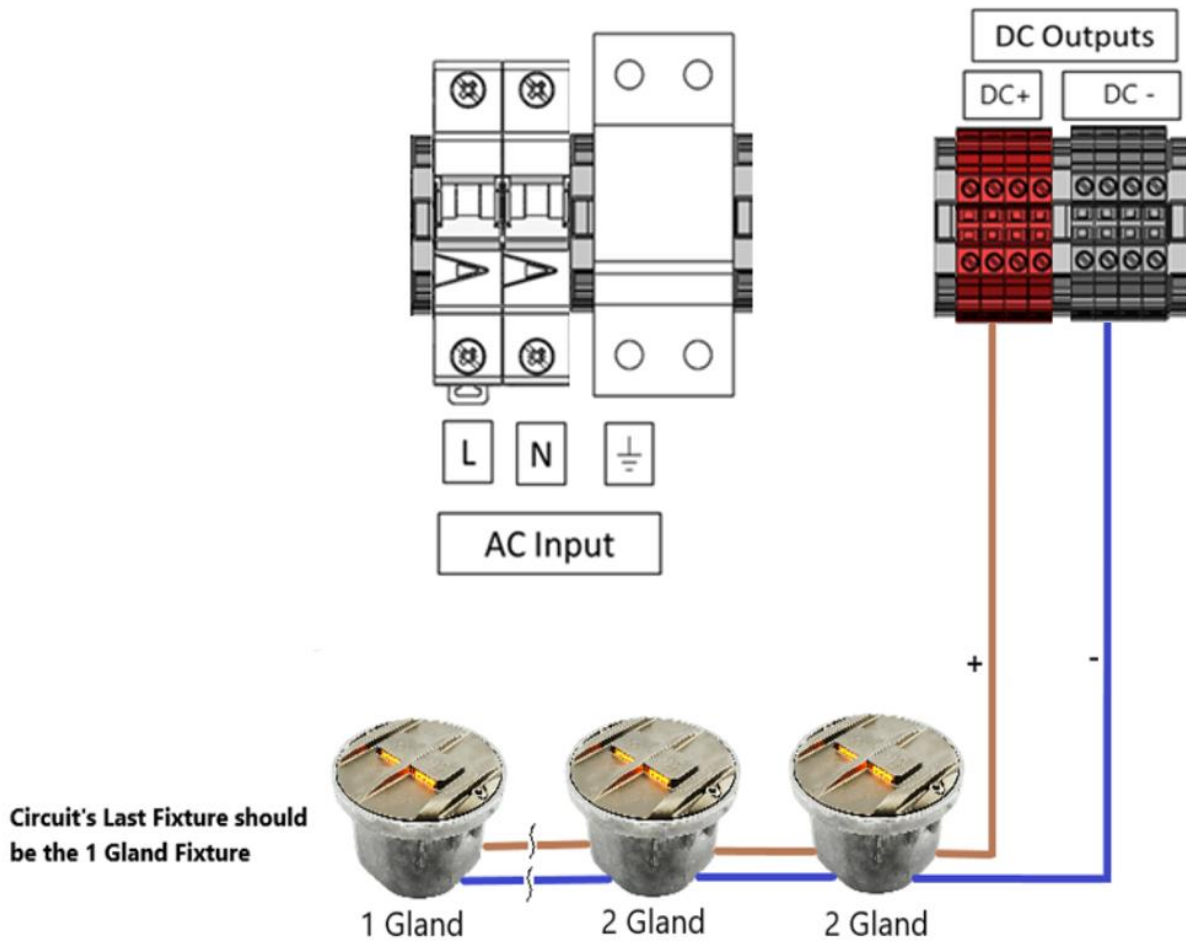 DC Outputs
DC+
DC -
L
N
AC Input
+
-
Circuit's Last Fixture should
be the 1 Gland Fixture
1 Gland
2 Gland
2 Gland